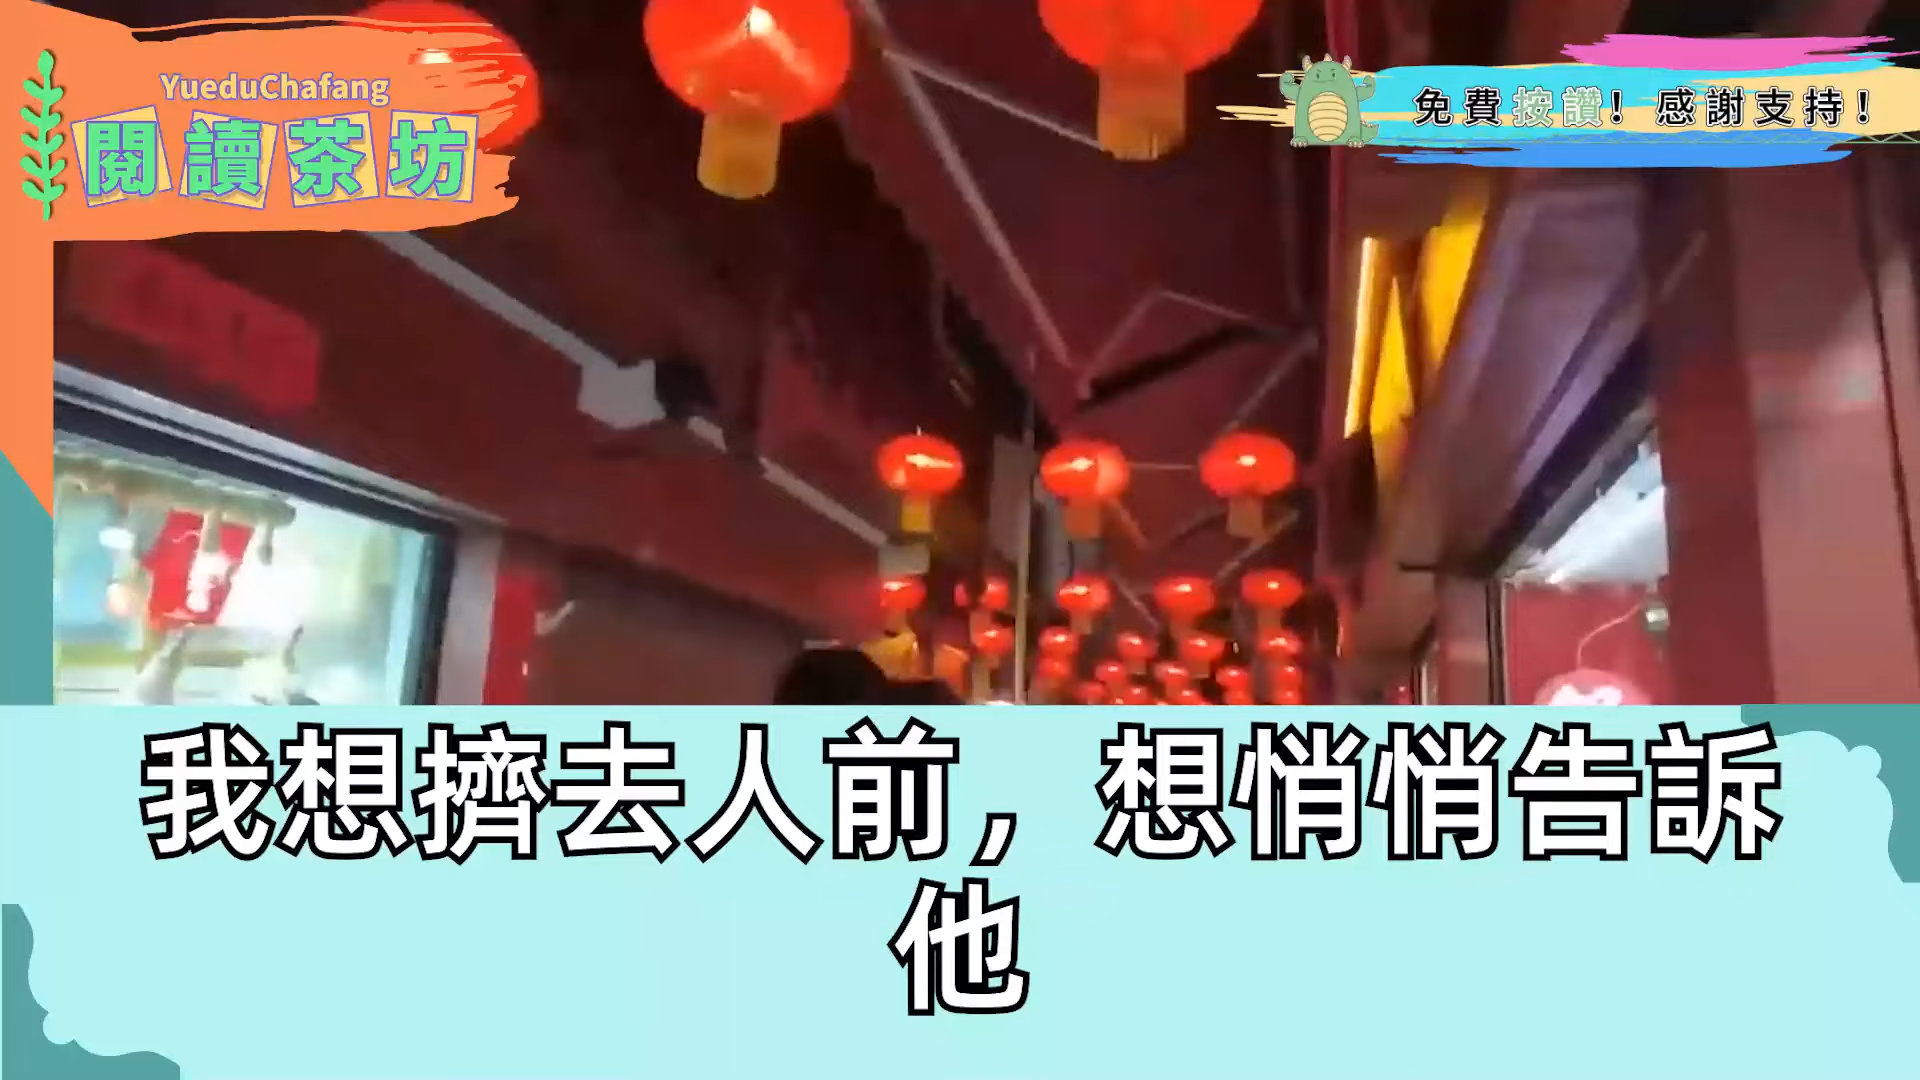 YueduChafang
閱讀茶坊
免費按讚！感謝支持！
我想擠去人前，想悄悄告訴
他